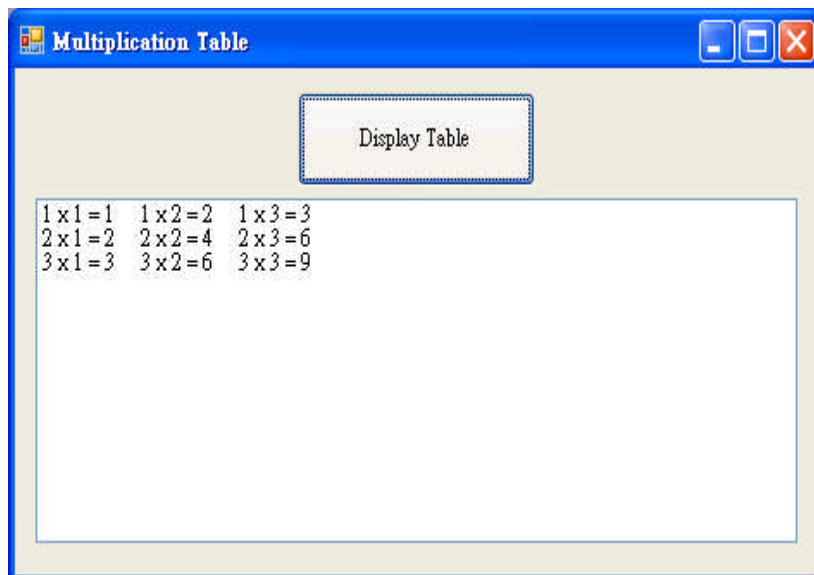 Multiplication Table
Display Table
1 x 1 = 1 1 x 2 = 2 1 x 3 = 3
2 x 1 = 2 2 x 2 = 4 2 x 3 = 6
3 x 1 = 3 3 x 2 = 6 3 x 3 = 9